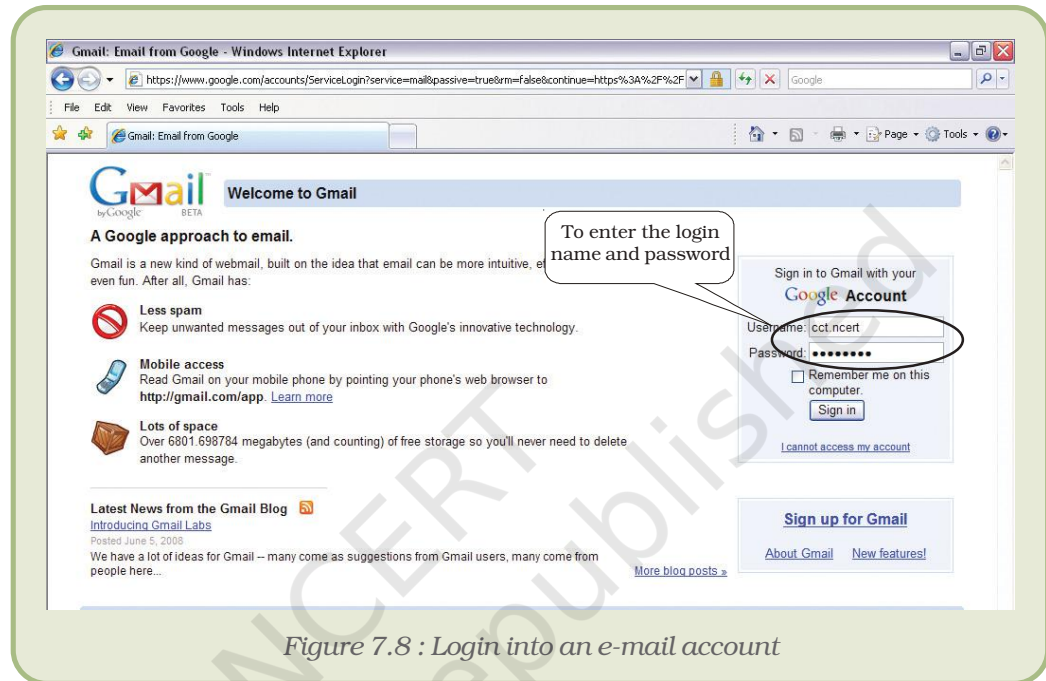 Gmail: Email from Google - Windows Internet Explorer
https://www.google.com/accounts/ServiceLogin?service=mail&passive=true&rm=false&continue=https%3A%2F%2F
Google
File Edit View Favorites Tools Help
Gmail: Email from Google
Page Tools
Gmail
by Google BETA
Welcome to Gmail
A Google approach to email.
Gmail is a new kind of webmail, built on the idea that email can be more intuitive, ef
even fun. After all, Gmail has:
Less spam
Keep unwanted messages out of your inbox with Google's innovative technology.
Mobile access
Read Gmail on your mobile phone by pointing your phone's web browser to
http://gmail.com/app. Learn more
Lots of space
Over 6801.698784 megabytes (and counting) of free storage so you'll never need to delete
another message.
Latest News from the Gmail Blog
Introducing Gmail Labs
Posted June 5, 2008
We have a lot of ideas for Gmail -- many come as suggestions from Gmail users, many come from
people here...
More blog posts »
To enter the login
name and password
Sign in to Gmail with your
Google Account
Username: cct.ncert
Password: ●●●●●●●●
Remember me on this
computer.
Sign in
I cannot access my account
Sign up for Gmail
About Gmail New features!
Figure 7.8 : Login into an e-mail account
NCERT
republished